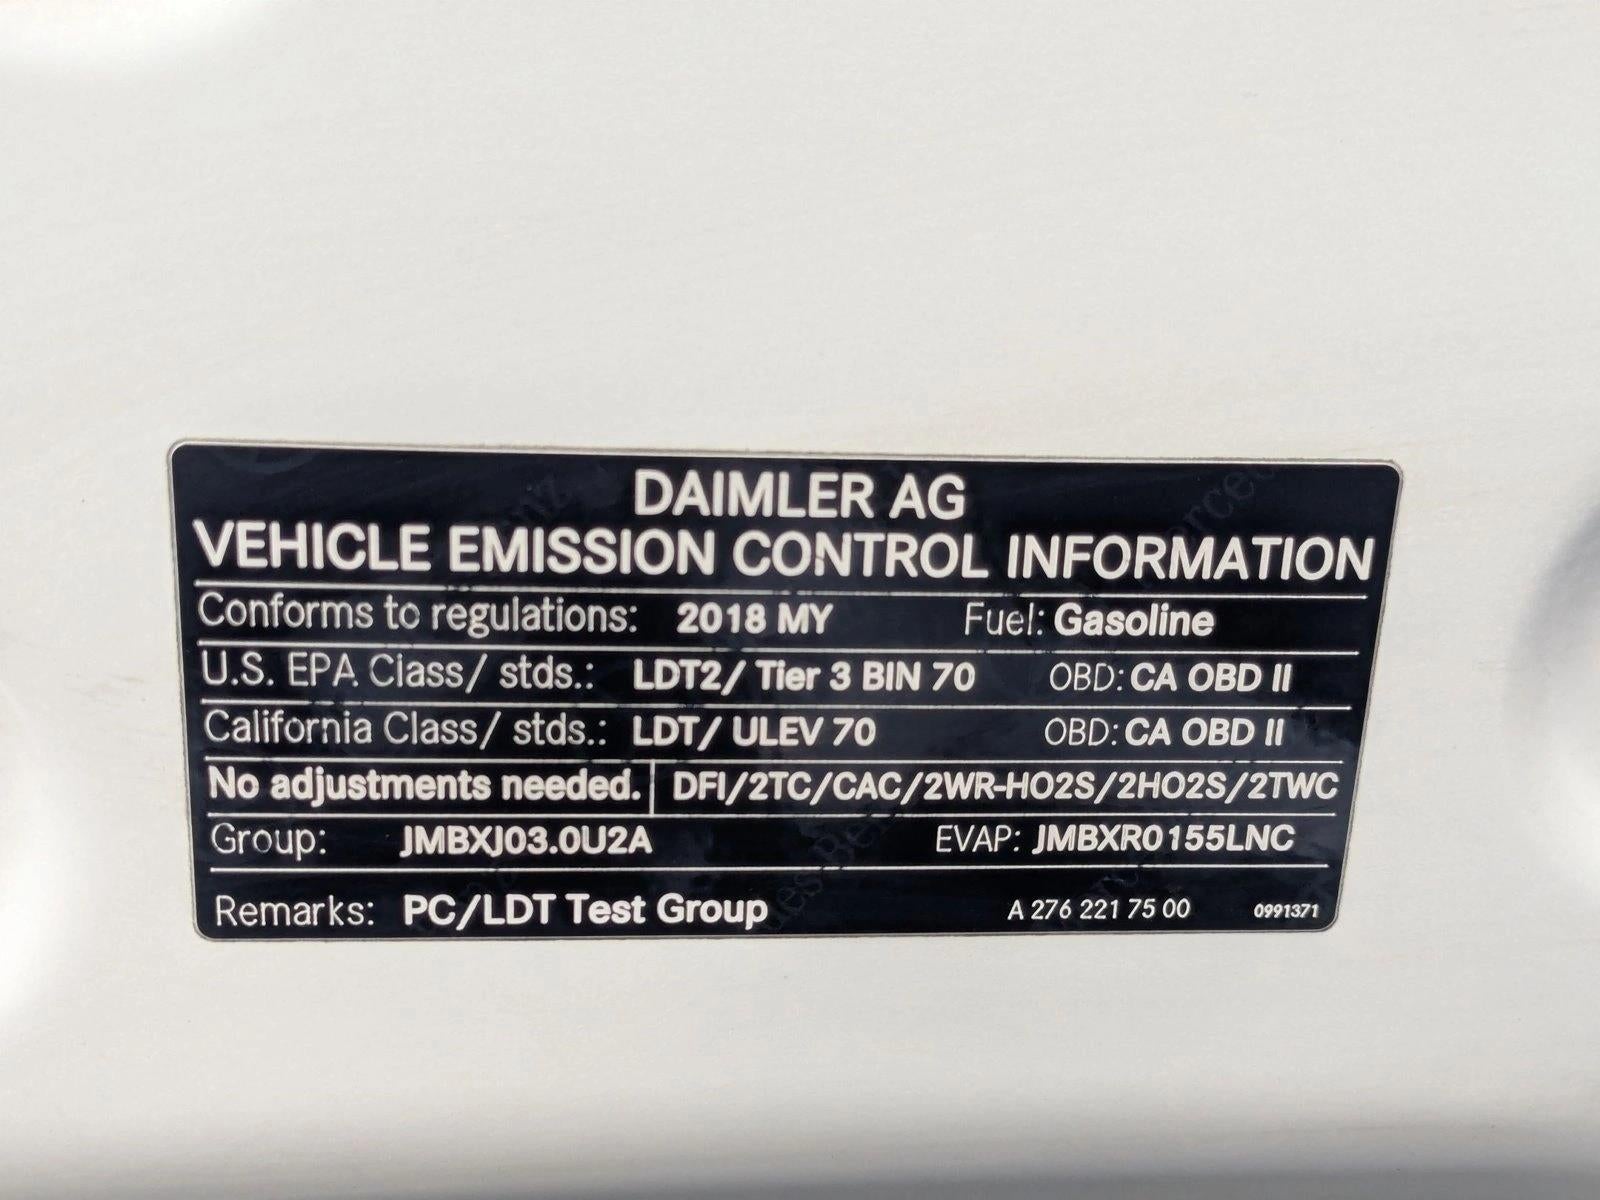 DAIMLER AG
VEHICLE EMISSION CONTROL INFORMATION
Conforms to regulations: 2018 MY Fuel: Gasoline
U.S. EPA Class/ stds.: LDT2/ Tier 3 BIN 70 OBD: CA OBD II
California Class/ stds.: LDT/ ULEV 70 OBD: CA OBD II
No adjustments needed. DFI/2TC/CAC/2WR-HO2S/2HO2S/2TWC
Group: JMBXJ03.0U2A EVAP: JMBXR0155LNC
Remarks: PC/LDT Test Group A 276 221 75 00 0991371